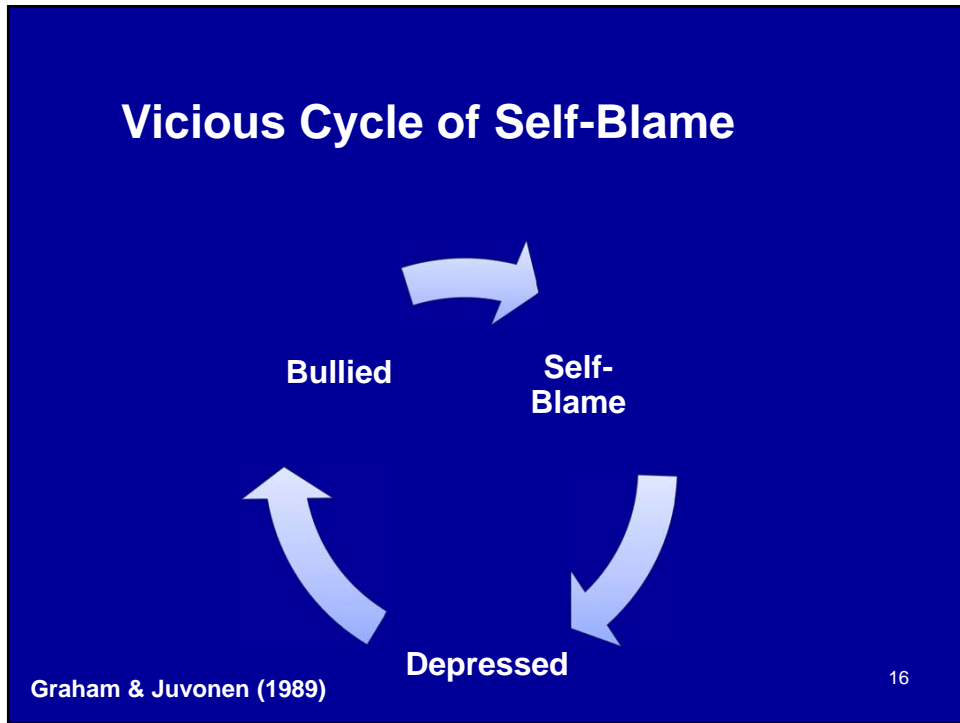 Vicious Cycle of Self-Blame
Bullied
Self-
Blame
Depressed
Graham & Juvonen (1989)
16